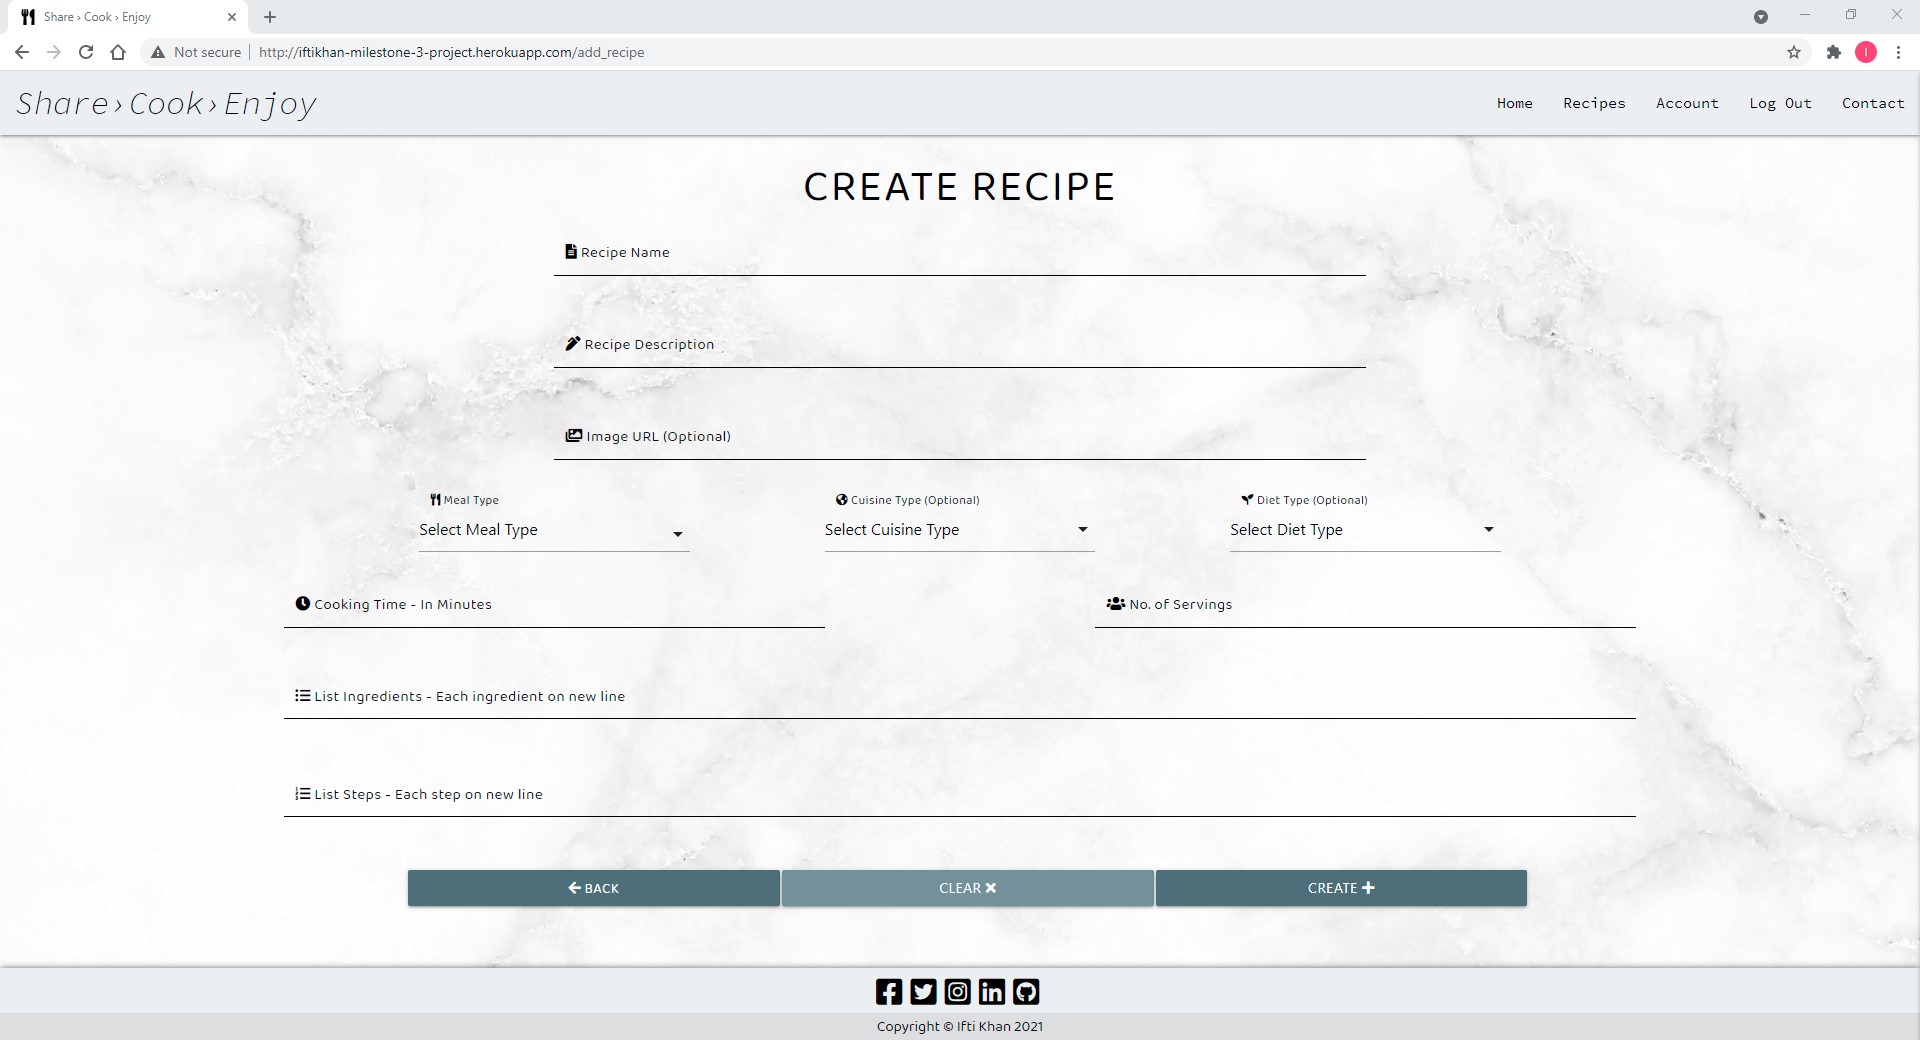 Share › Cook › Enjoy
Not secure http://iftikhan-milestone-3-project.herokuapp.com/add_recipe
I
Share›Cook›Enjoy
Home Recipes Account Log Out Contact
CREATE RECIPE
Recipe Name
Recipe Description
Image URL (Optional)
Meal Type Cuisine Type (Optional) Diet Type (Optional)
Select Meal Type Select Cuisine Type Select Diet Type
Cooking Time - In Minutes No. of Servings
List Ingredients - Each ingredient on new line
List Steps - Each step on new line
BACK CLEAR CREATE
Copyright © Ifti Khan 2021